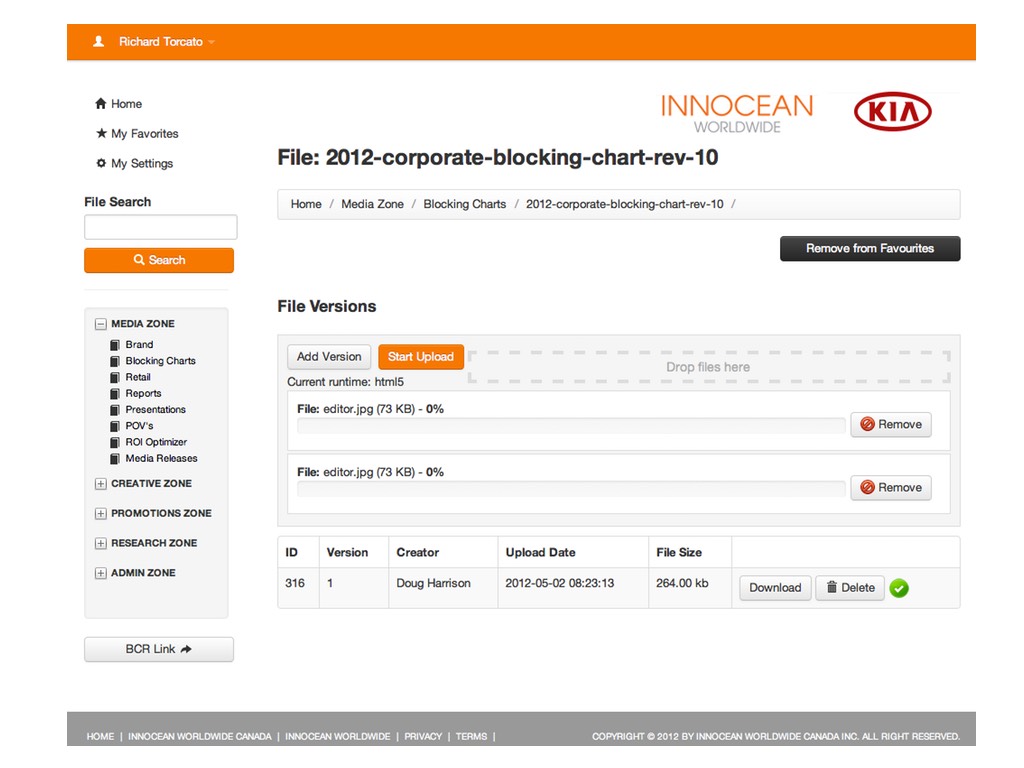 Richard Torcato
Home
My Favorites
My Settings
File Search
Search
MEDIA ZONE
Brand
Blocking Charts
Retail
Reports
Presentations
POV's
ROI Optimizer
Media Releases
CREATIVE ZONE
PROMOTIONS ZONE
RESEARCH ZONE
ADMIN ZONE
BCR Link
INNOCEAN
WORLDWIDE
KIA
File: 2012-corporate-blocking-chart-rev-10
Home / Media Zone / Blocking Charts / 2012-corporate-blocking-chart-rev-10 /
Remove from Favourites
File Versions
Add Version Start Upload Drop files here
Current runtime: html5
File: editor.jpg (73 KB) - 0%
Remove
File: editor.jpg (73 KB) - 0%
Remove
ID Version Creator Upload Date File Size
316 1 Doug Harrison 2012-05-02 08:23:13 264.00 kb Download Delete
HOME | INNOCEAN WORLDWIDE CANADA | INNOCEAN WORLDWIDE | PRIVACY | TERMS | COPYRIGHT © 2012 BY INNOCEAN WORLDWIDE CANADA INC. ALL RIGHT RESERVED.